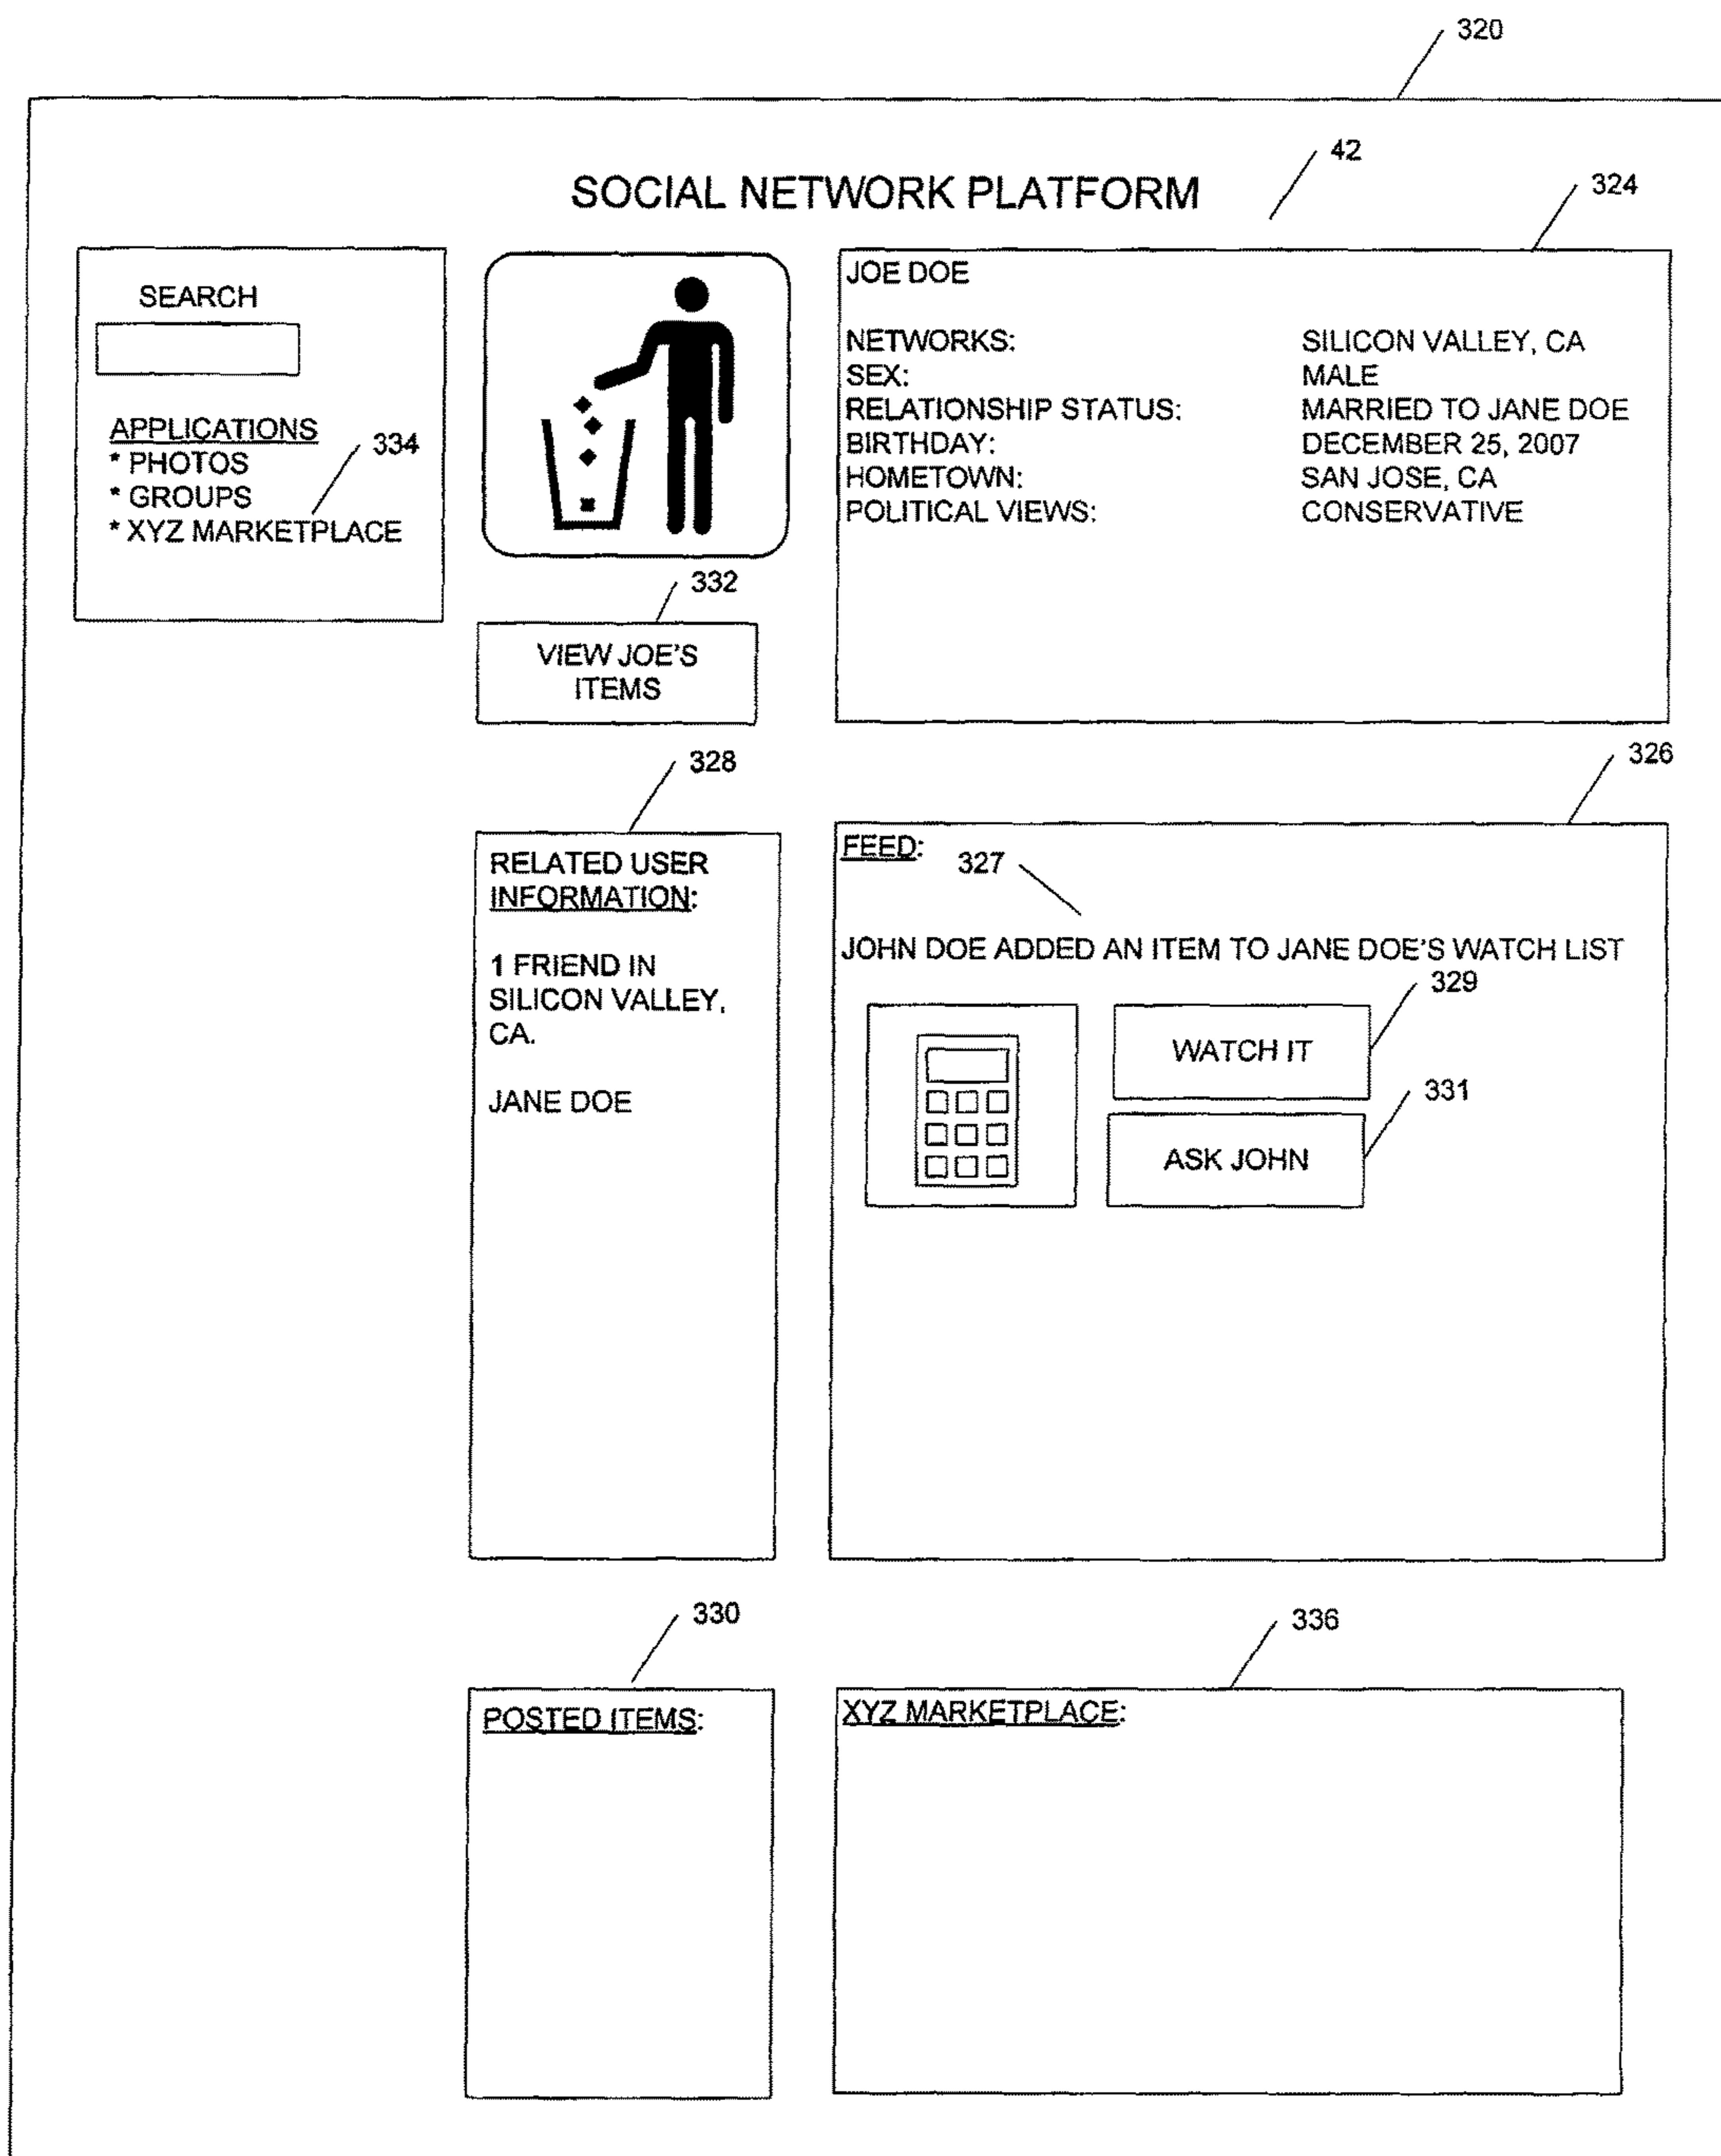 320
42
SOCIAL NETWORK PLATFORM
324
SEARCH
APPLICATIONS
* PHOTOS
* GROUPS
* XYZ MARKETPLACE
334
332
VIEW JOE'S
ITEMS
JOE DOE
NETWORKS: SILICON VALLEY, CA
SEX: MALE
RELATIONSHIP STATUS: MARRIED TO JANE DOE
BIRTHDAY: DECEMBER 25, 2007
HOMETOWN: SAN JOSE, CA
POLITICAL VIEWS: CONSERVATIVE
328
RELATED USER
INFORMATION:
1 FRIEND IN
SILICON VALLEY,
CA.
JANE DOE
326
FEED:
327
JOHN DOE ADDED AN ITEM TO JANE DOE'S WATCH LIST
329
WATCH IT
331
ASK JOHN
330
POSTED ITEMS:
336
XYZ MARKETPLACE: